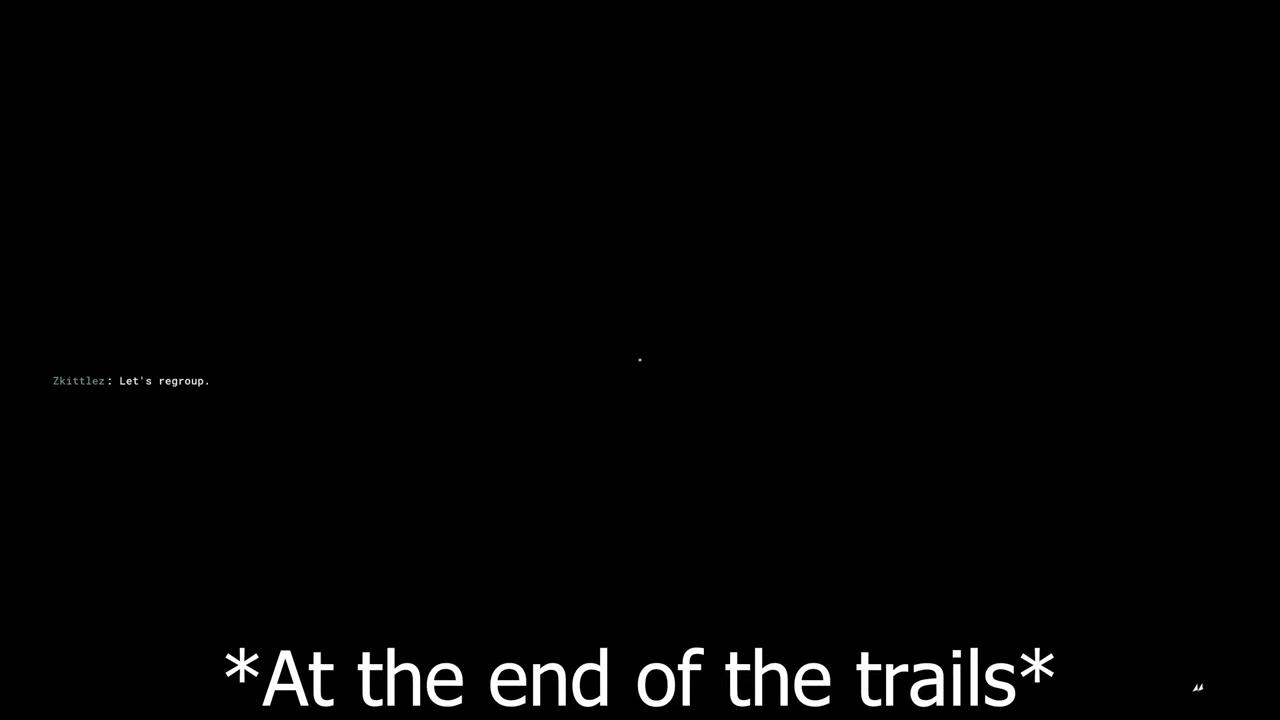 Zkittlez: Let's regroup.
*At the end of the trails*